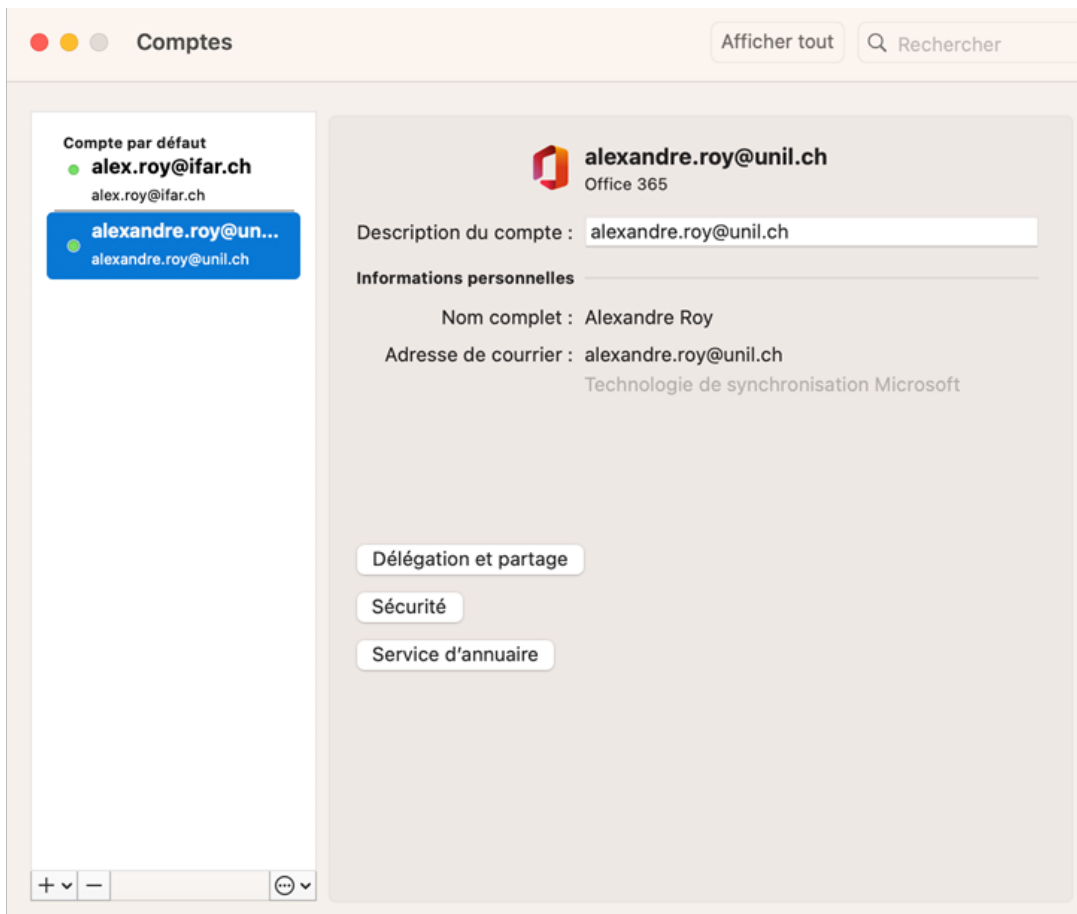 Comptes
Afficher tout
Rechercher
Compte par défaut
alex.roy@ifar.ch
alex.roy@ifar.ch
alexandre.roy@un...
alexandre.roy@unil.ch
alexandre.roy@unil.ch
Office 365
Description du compte : alexandre.roy@unil.ch
Informations personnelles
Nom complet : Alexandre Roy
Adresse de courrier : alexandre.roy@unil.ch
Technologie de synchronisation Microsoft
Délégation et partage
Sécurité
Service d'annuaire